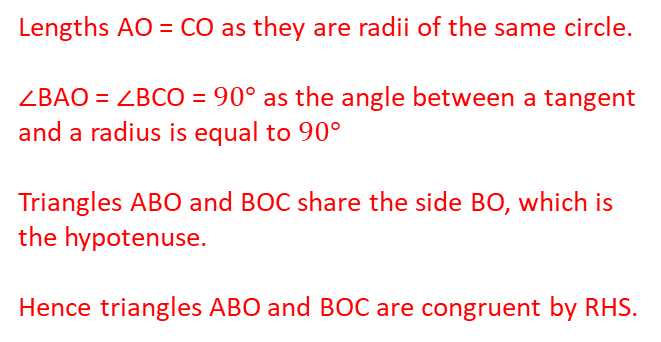 Lengths AO = CO as they are radii of the same circle.
∠BAO = ∠BCO = 90° as the angle between a tangent
and a radius is equal to 90°
Triangles ABO and BOC share the side BO, which is
the hypotenuse.
Hence triangles ABO and BOC are congruent by RHS.